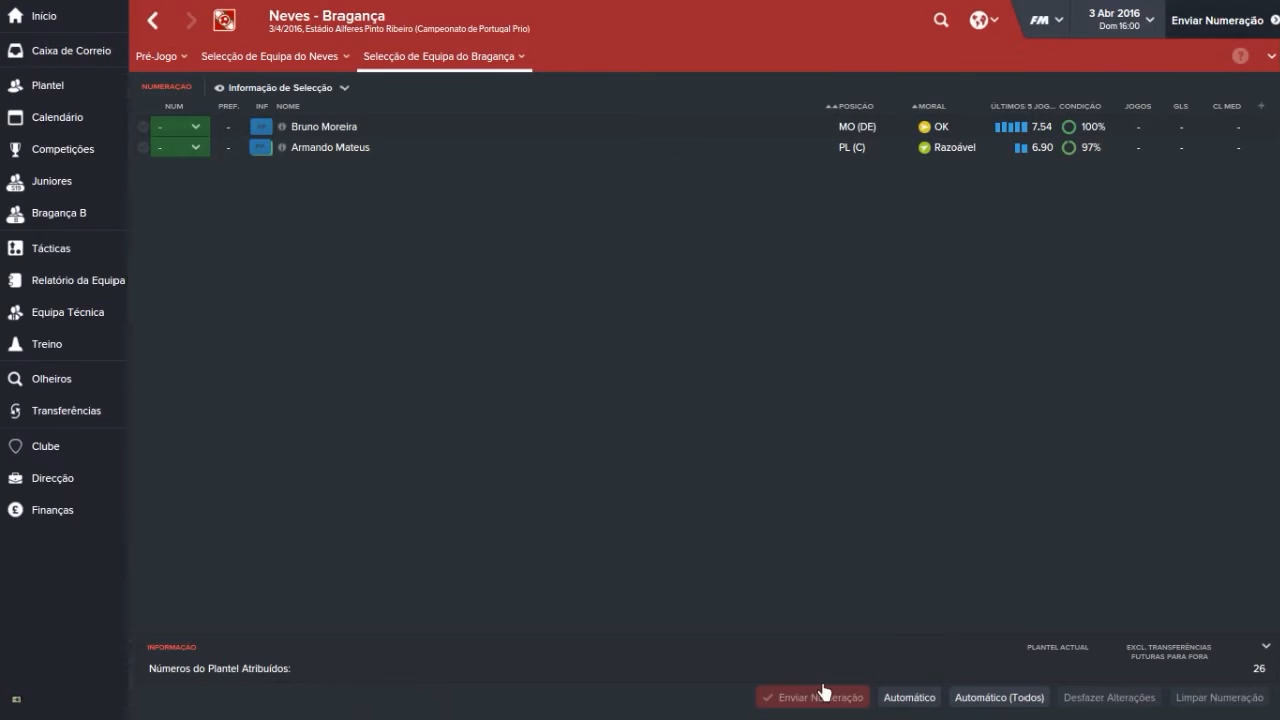 Início
Caixa de Correio
Plantel
Calendário
Competições
Juniores
Bragança B
Tácticas
Relatório da Equipa
Equipa Técnica
Treino
Olheiros
Transferências
Clube
Direcção
Finanças
Neves - Bragança
3/4/2016, Estádio Alferes Pinto Ribeiro (Campeonato de Portugal Prio)
FM
3 Abr 2016
Dom 16:00
Enviar Numeração
Pré-Jogo
Selecção de Equipa do Neves
Selecção de Equipa do Bragança
?
NUMERAÇÃO
Informação de Selecção
NUM PREF. INF NOME POSIÇÃO MORAL ÚLTIMOS 5 JOG... CONDIÇÃO JOGOS GLS CL MED +
- - Bruno Moreira MO (DE) OK 7.54 100% - - -
- - Armando Mateus PL (C) Razoável 6.90 97% - - -
INFORMAÇÃO
PLANTEL ACTUAL
EXCL. TRANSFERÊNCIAS
FUTURAS PARA FORA
Números do Plantel Atribuídos:
26
Enviar Numeração
Automático
Automático (Todos)
Desfazer Alterações
Limpar Numeração